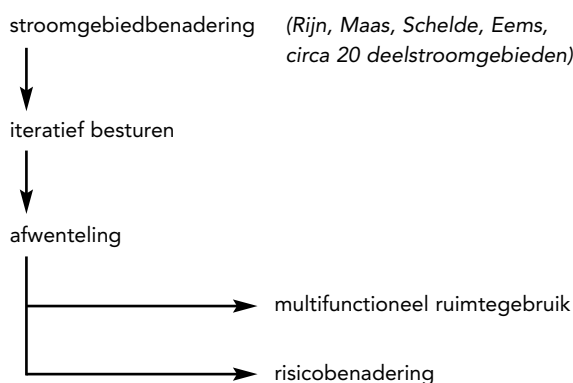 stroomgebiedbenadering (Rijn, Maas, Schelde, Eems,
circa 20 deelstroomgebieden)
iteratief besturen
afwenteling
multifunctioneel ruimtegebruik
risicobenadering